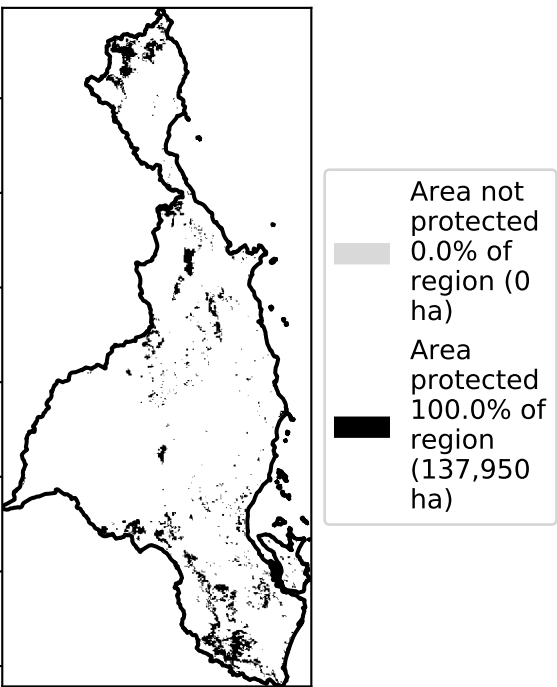 Area not
protected
0.0% of
region (0
ha)
Area
protected
100.0% of
region
(137,950
ha)